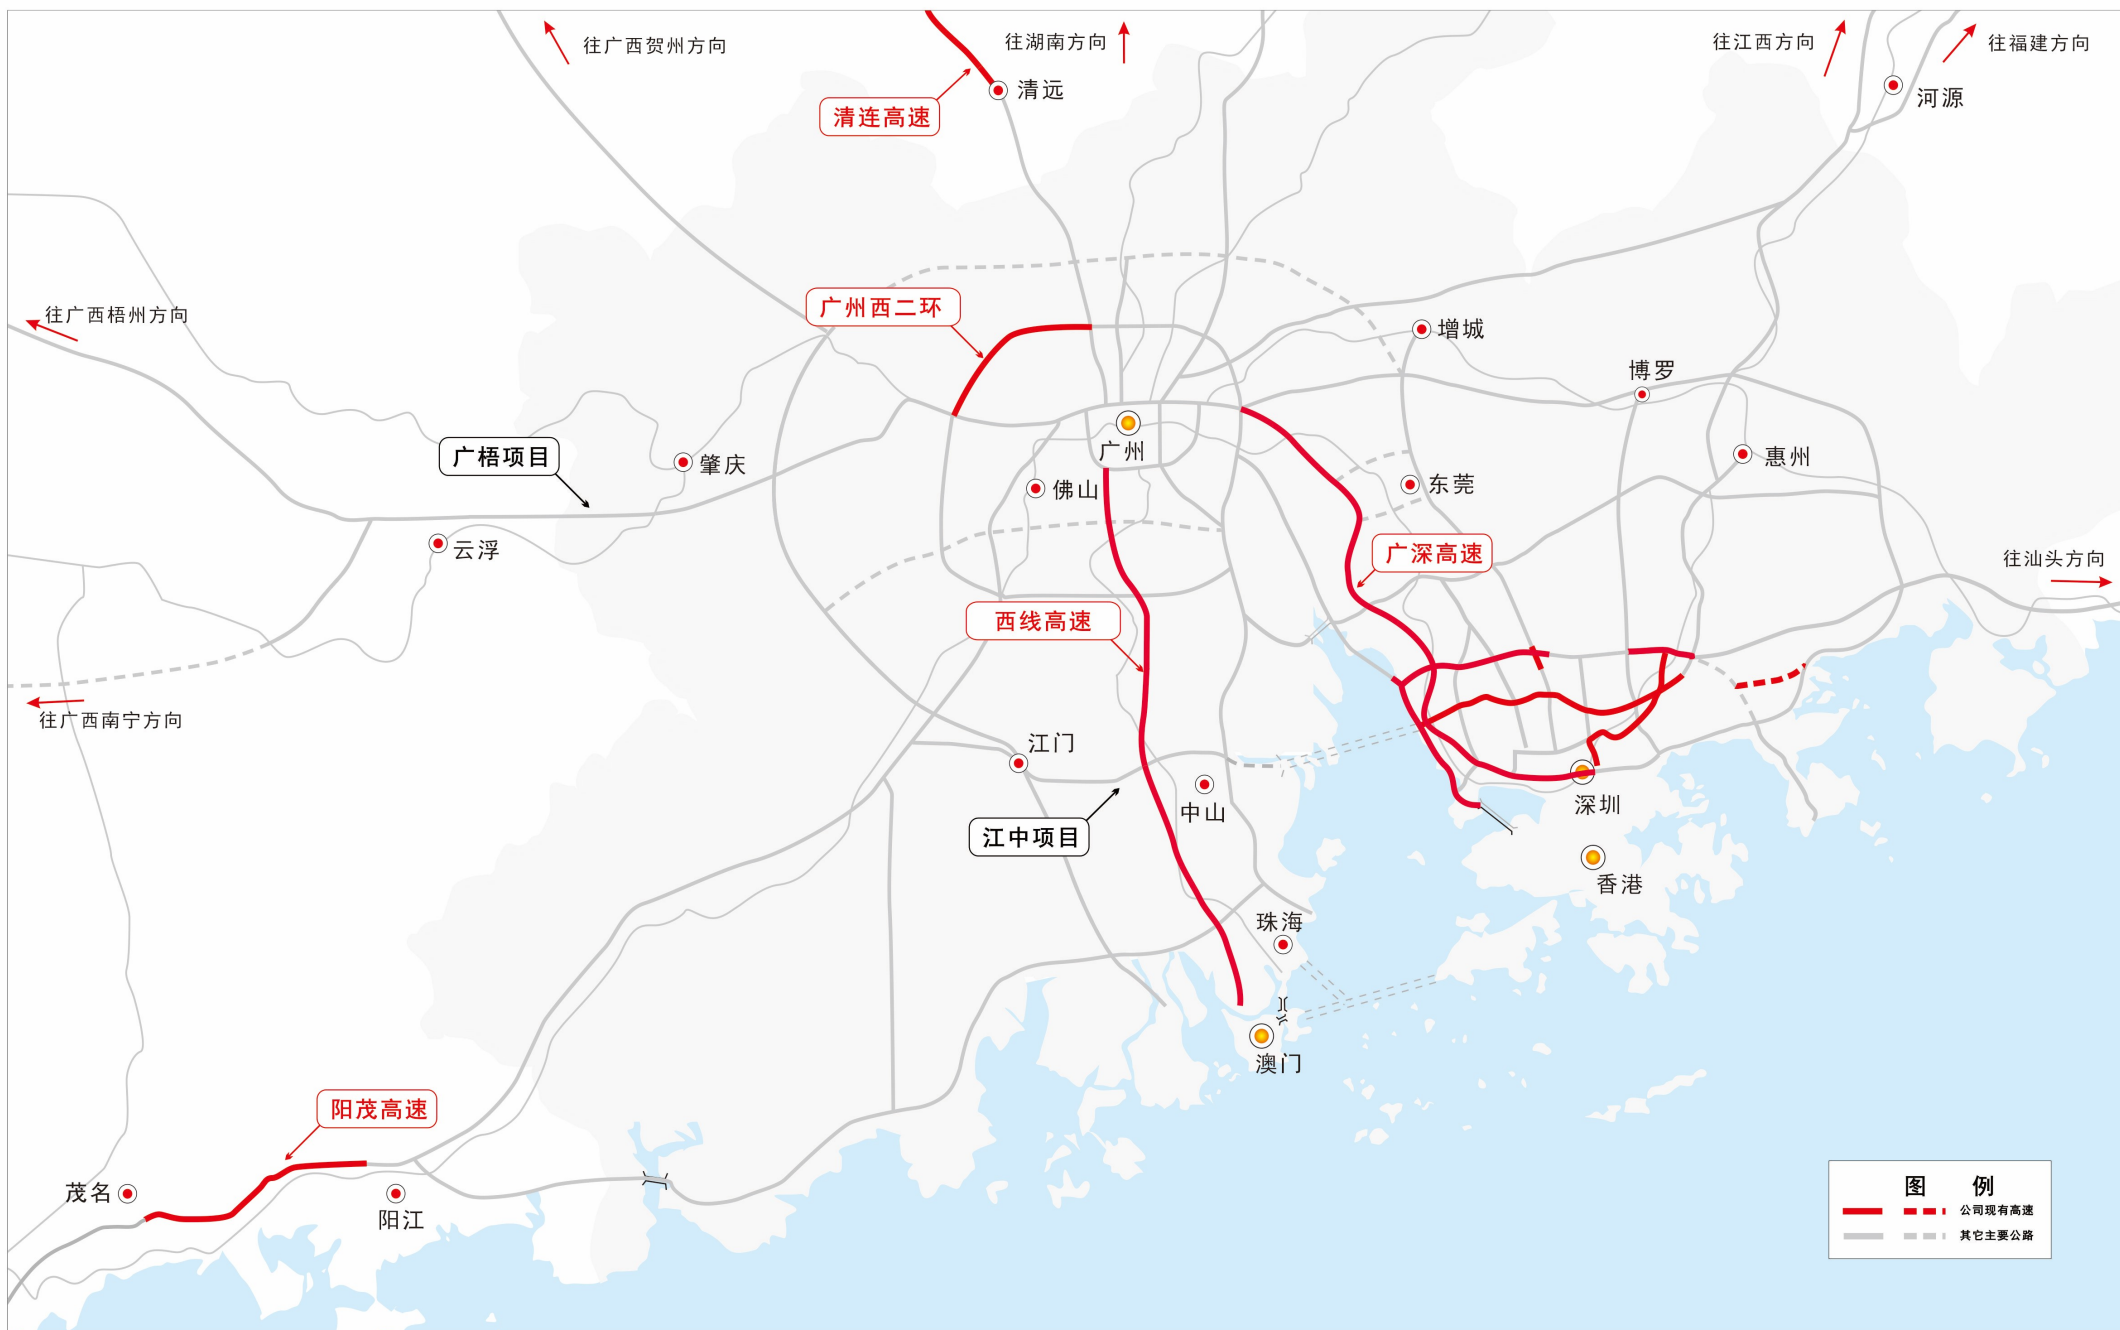 往广西贺州方向
往湖南方向
往江西方向
往福建方向
清远
河源
清连高速
往广西梧州方向
广州西二环
增城
博罗
广州
广梧项目
肇庆
佛山
东莞
惠州
云浮
广深高速
往汕头方向
西线高速
往广西南宁方向
江门
中山
深圳
江中项目
香港
珠海
澳门
阳茂高速
茂名
阳江
图 例
公司现有高速
其它主要公路